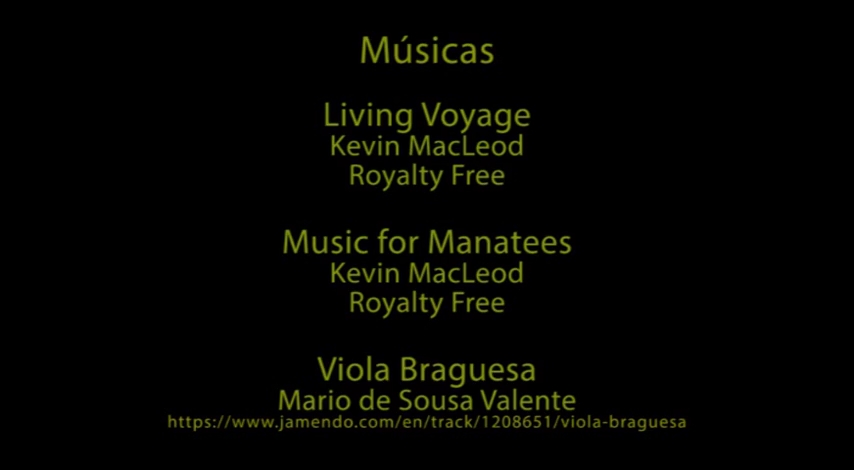 Músicas
Living Voyage
Kevin MacLeod
Royalty Free
Music for Manatees
Kevin MacLeod
Royalty Free
Viola Braguesa
Mario de Sousa Valente
https://www.jamendo.com/en/track/1208651/viola-braguesa